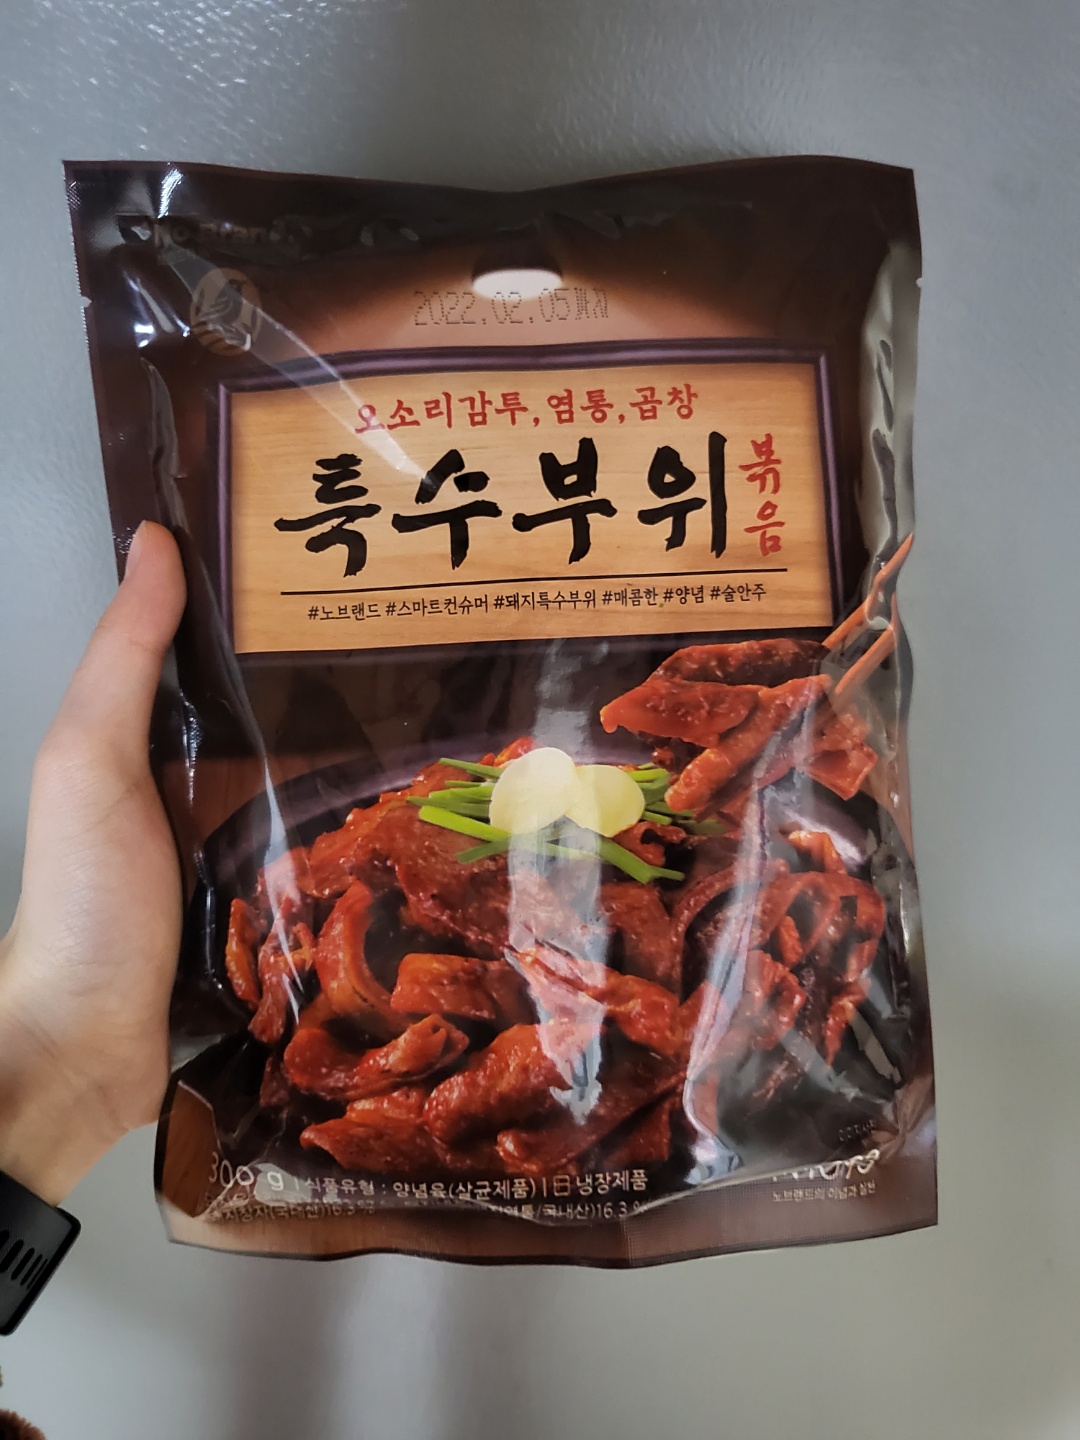 No Brand.
2022.02.05까지
오소리감투,염통,곱창
특수부위
볶음
#노브랜드 #스마트컨슈머 #돼지특수부위 #매콤한 #양념 #술안주
300 g | 식품유형 : 양념육(살균제품) | 냉장제품
노브랜드의 이념과 실천